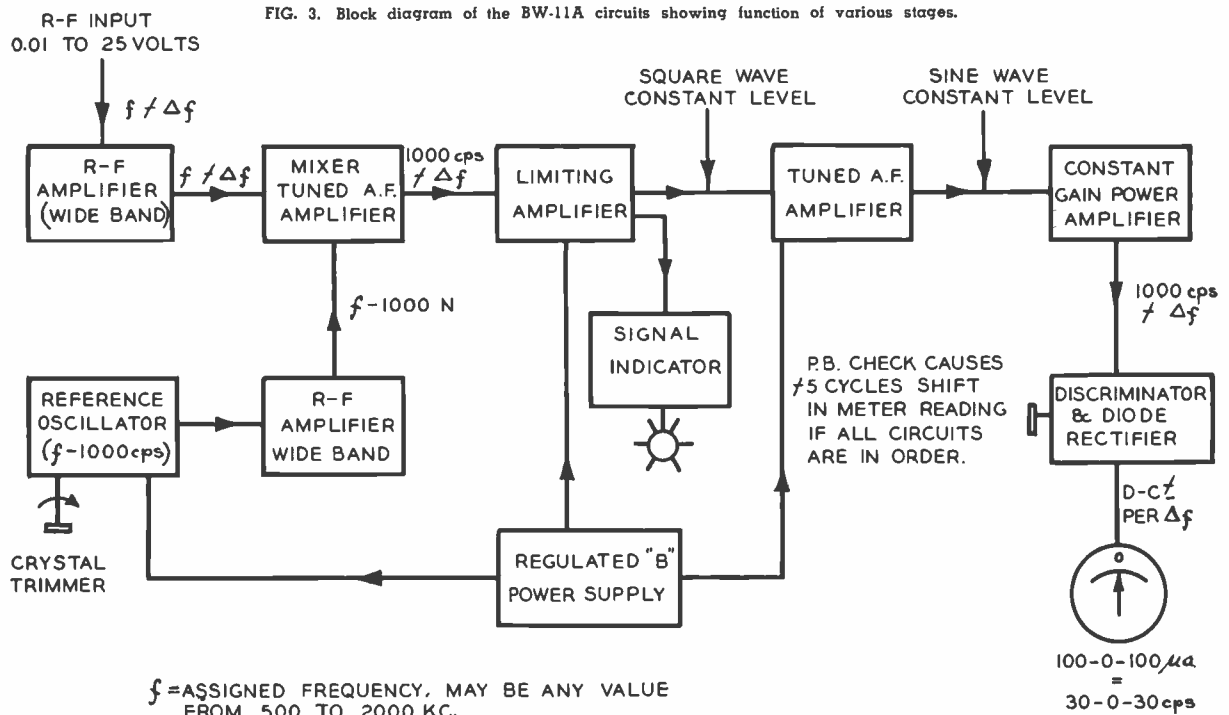 FIG. 3. Block diagram of the BW-11A circuits showing function of various stages.
R-F INPUT
0.01 TO 25 VOLTS
f ≠ Δf
R-F
AMPLIFIER
(WIDE BAND)
f ≠ Δf
MIXER
TUNED A.F.
AMPLIFIER
1000 cps
≠ Δf
LIMITING
AMPLIFIER
SQUARE WAVE
CONSTANT LEVEL
TUNED A.F.
AMPLIFIER
SINE WAVE
CONSTANT LEVEL
CONSTANT
GAIN POWER
AMPLIFIER
f-1000 N
SIGNAL
INDICATOR
1000 cps
≠ Δf
REFERENCE
OSCILLATOR
(f-1000cps)
R-F
AMPLIFIER
WIDE BAND
P.B. CHECK CAUSES
≠5 CYCLES SHIFT
IN METER READING
IF ALL CIRCUITS
ARE IN ORDER.
DISCRIMINATOR
& DIODE
RECTIFIER
CRYSTAL
TRIMMER
REGULATED "B"
POWER SUPPLY
D-C ±
PER Δf
0
100-0-100 μa
=
30-0-30 cps
f = ASSIGNED FREQUENCY, MAY BE ANY VALUE
FROM 500 TO 2000 KC.